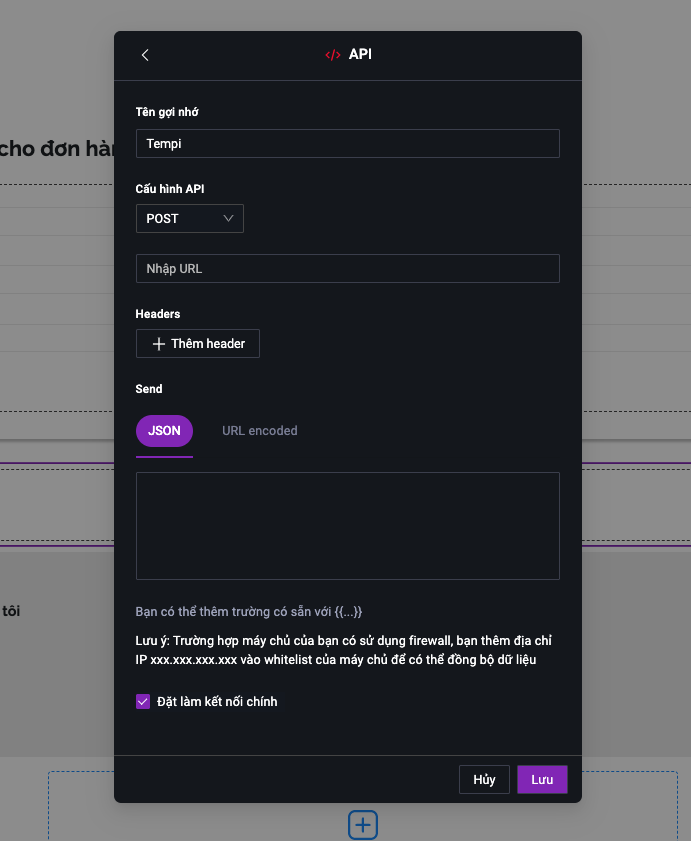 </> API
Tên gợi nhớ
cho đơn hàn
Tempi
Cấu hình API
POST
Nhập URL
Headers
Thêm header
Send
JSON URL encoded
tôi
Bạn có thể thêm trường có sẵn với {{...}}
Lưu ý: Trường hợp máy chủ của bạn có sử dụng firewall, bạn thêm địa chỉ
IP xxx.xxx.xxx.xxx vào whitelist của máy chủ để có thể đồng bộ dữ liệu
Đặt làm kết nối chính
Hủy Lưu